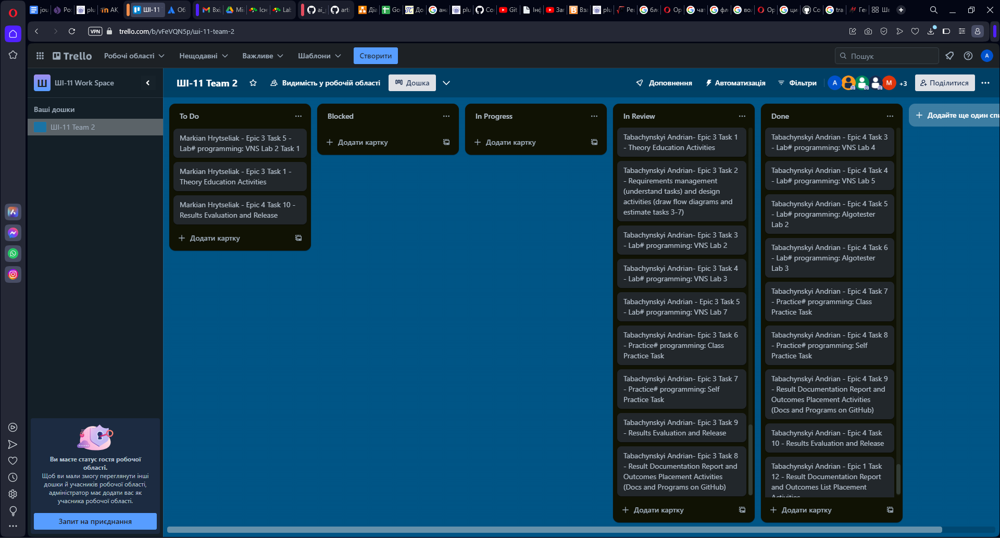 jou
Роз
plu
АК
ШІ-11
Об
Вхі
Мі
Існ
Lab
ai_
art
Діа
Go
До
ана
plu
Co
Git
Інф
Заг
Вза
plu
Ре
бл
Ор
чат
фл
вол
Ор
ци
Co
tra
Ген
Шв
VPN
trello.com/b/vFeVQN5p/ші-11-team-2
Trello
Робочі області
Нещодавні
Важливе
Шаблони
Створити
Пошук
A
Ш
ШІ-11 Work Space
ШІ-11 Team 2
Видимість у робочій області
Дошка
Доповнення
Автоматизація
Фільтри
A
M
+3
Поділитися
Ваші дошки
ШІ-11 Team 2
To Do
Markian Hrytseliak - Epic 3 Task 5 -
Lab# programming: VNS Lab 2 Task 1
Markian Hrytseliak - Epic 3 Task 1 -
Theory Education Activities
Markian Hrytseliak - Epic 4 Task 10 -
Results Evaluation and Release
Додати картку
Blocked
Додати картку
In Progress
Додати картку
In Review
Tabachynskyi Andrian- Epic 3 Task 1
- Theory Education Activities
Tabachynskyi Andrian- Epic 3 Task 2
- Requirements management
(understand tasks) and design
activities (draw flow diagrams and
estimate tasks 3-7)
Tabachynskyi Andrian- Epic 3 Task 3
- Lab# programming: VNS Lab 2
Tabachynskyi Andrian- Epic 3 Task 4
- Lab# programming: VNS Lab 3
Tabachynskyi Andrian - Epic 3 Task 5
- Lab# programming: VNS Lab 7
Tabachynskyi Andrian- Epic 3 Task 6
- Practice# programming: Class
Practice Task
Tabachynskyi Andrian- Epic 3 Task 7
- Practice# programming: Self
Practice Task
Tabachynskyi Andrian- Epic 3 Task 9
- Results Evaluation and Release
Tabachynskyi Andrian- Epic 3 Task 8
- Result Documentation Report and
Outcomes Placement Activities
(Docs and Programs on GitHub)
Додати картку
Done
Tabachynskyi Andrian - Epic 4 Task 3
- Lab# programming: VNS Lab 4
Tabachynskyi Andrian - Epic 4 Task 4
- Lab# programming: VNS Lab 5
Tabachynskyi Andrian - Epic 4 Task 5
- Lab# programming: Algotester
Lab 2
Tabachynskyi Andrian - Epic 4 Task 6
- Lab# programming: Algotester
Lab 3
Tabachynskyi Andrian - Epic 4 Task 7
- Practice# programming: Class
Practice Task
Tabachynskyi Andrian - Epic 4 Task 8
- Practice# programming: Self
Practice Task
Tabachynskyi Andrian - Epic 4 Task 9
- Result Documentation Report and
Outcomes Placement Activities
(Docs and Programs on GitHub)
Tabachynskyi Andrian - Epic 4 Task
10 - Results Evaluation and Release
Tabachynskyi Andrian - Epic 1 Task
12 - Result Documentation Report
and Outcomes List Placement
Activities
Додати картку
Додайте ще один спи
Ви маєте статус гостя робочої
області.
Щоб ви мали змогу переглянути інші
дошки й учасників робочої області,
адміністратор має додати вас як
учасника робочої області.
Запит на приєднання